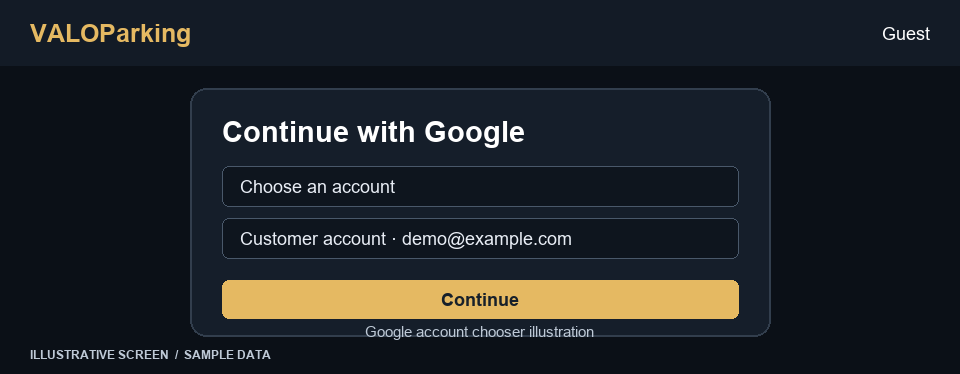 VALOParking
Guest
Continue with Google
Choose an account
Customer account · demo@example.com
Continue
Google account chooser illustration
ILLUSTRATIVE SCREEN / SAMPLE DATA